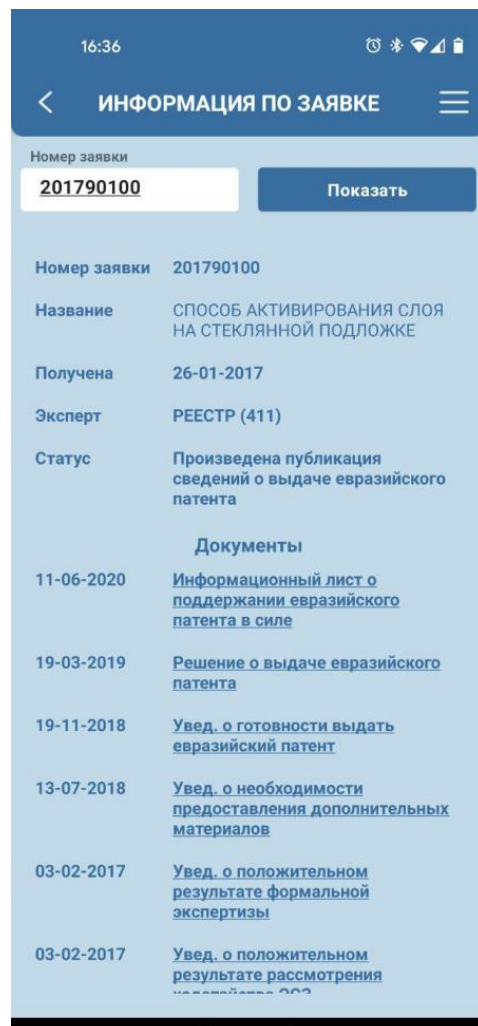 16:36
ИНФОРМАЦИЯ ПО ЗАЯВКЕ
Номер заявки
201790100
Показать
Номер заявки 201790100
Название СПОСОБ АКТИВИРОВАНИЯ СЛОЯ
НА СТЕКЛЯННОЙ ПОДЛОЖКЕ
Получена 26-01-2017
Эксперт РЕЕСТР (411)
Статус Произведена публикация
сведений о выдаче евразийского
патента
Документы
11-06-2020 Информационный лист о
поддержании евразийского
патента в силе
19-03-2019 Решение о выдаче евразийского
патента
19-11-2018 Увед. о готовности выдать
евразийский патент
13-07-2018 Увед. о необходимости
предоставления дополнительных
материалов
03-02-2017 Увед. о положительном
результате формальной
экспертизы
03-02-2017 Увед. о положительном
результате рассмотрения